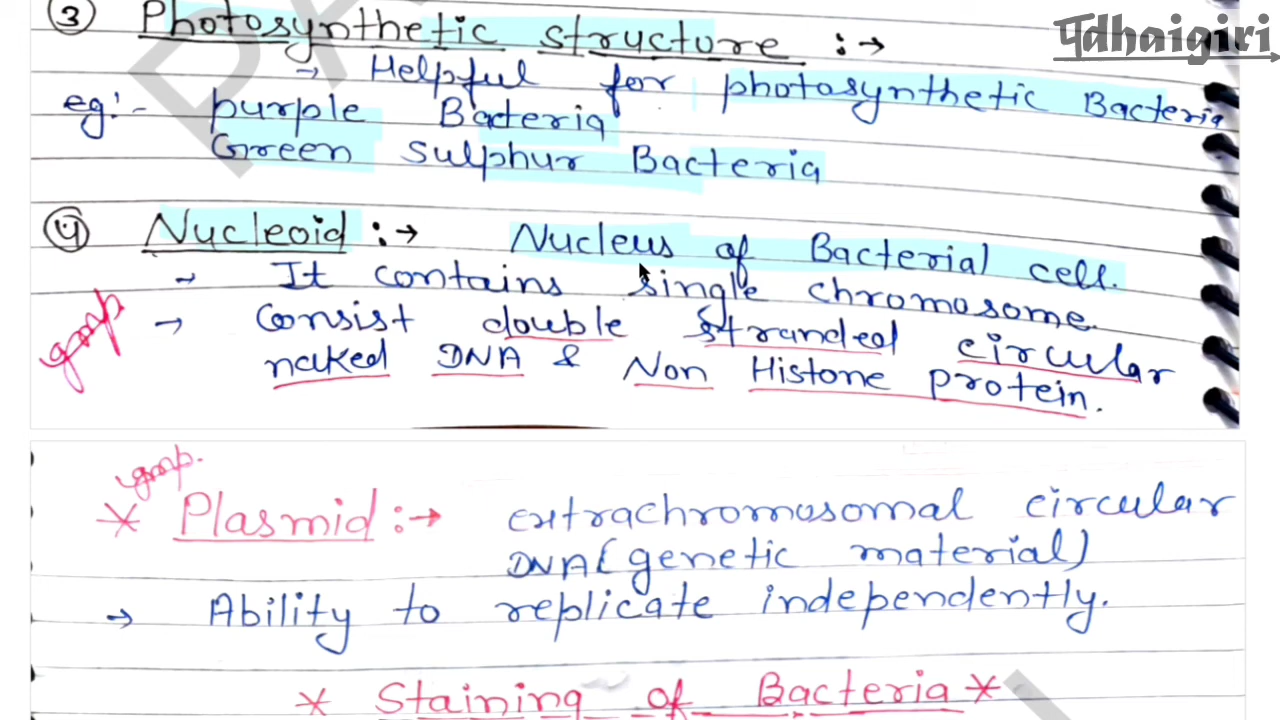 पढhaigiri
③ Photosynthetic structure :→
→ Helpful for photosynthetic Bacteria
eg:- purple Bacteria
Green Sulphur Bacteria
④ Nucleoid :→ Nucleus of Bacterial cell.
→ It contains single chromosome.
→ Consist double stranded circular
naked DNA & Non Histone protein.
Imp.
* Plasmid :→ extrachromosomal circular
DNA (genetic material)
→ Ability to replicate independently.
* Staining of Bacteria *